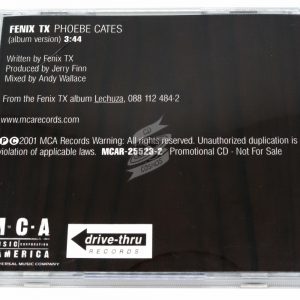 FENIX TX PHOEBE CATES
(album version) 3:44
Written by Fenix TX
Produced by Jerry Finn
Mixed by Andy Wallace
From the Fenix TX album Lechuza, 088 112 484-2
www.mcarecords.com
℗©2001 MCA Records Warning: All rights reserved. Unauthorized duplication is
violation of applicable laws. MCAR-25523-2 Promotional CD - Not For Sale
M·C·A
MUSIC CORPORATION
AMERICA
UNIVERSAL MUSIC COMPANY
drive-thru
RECORDS